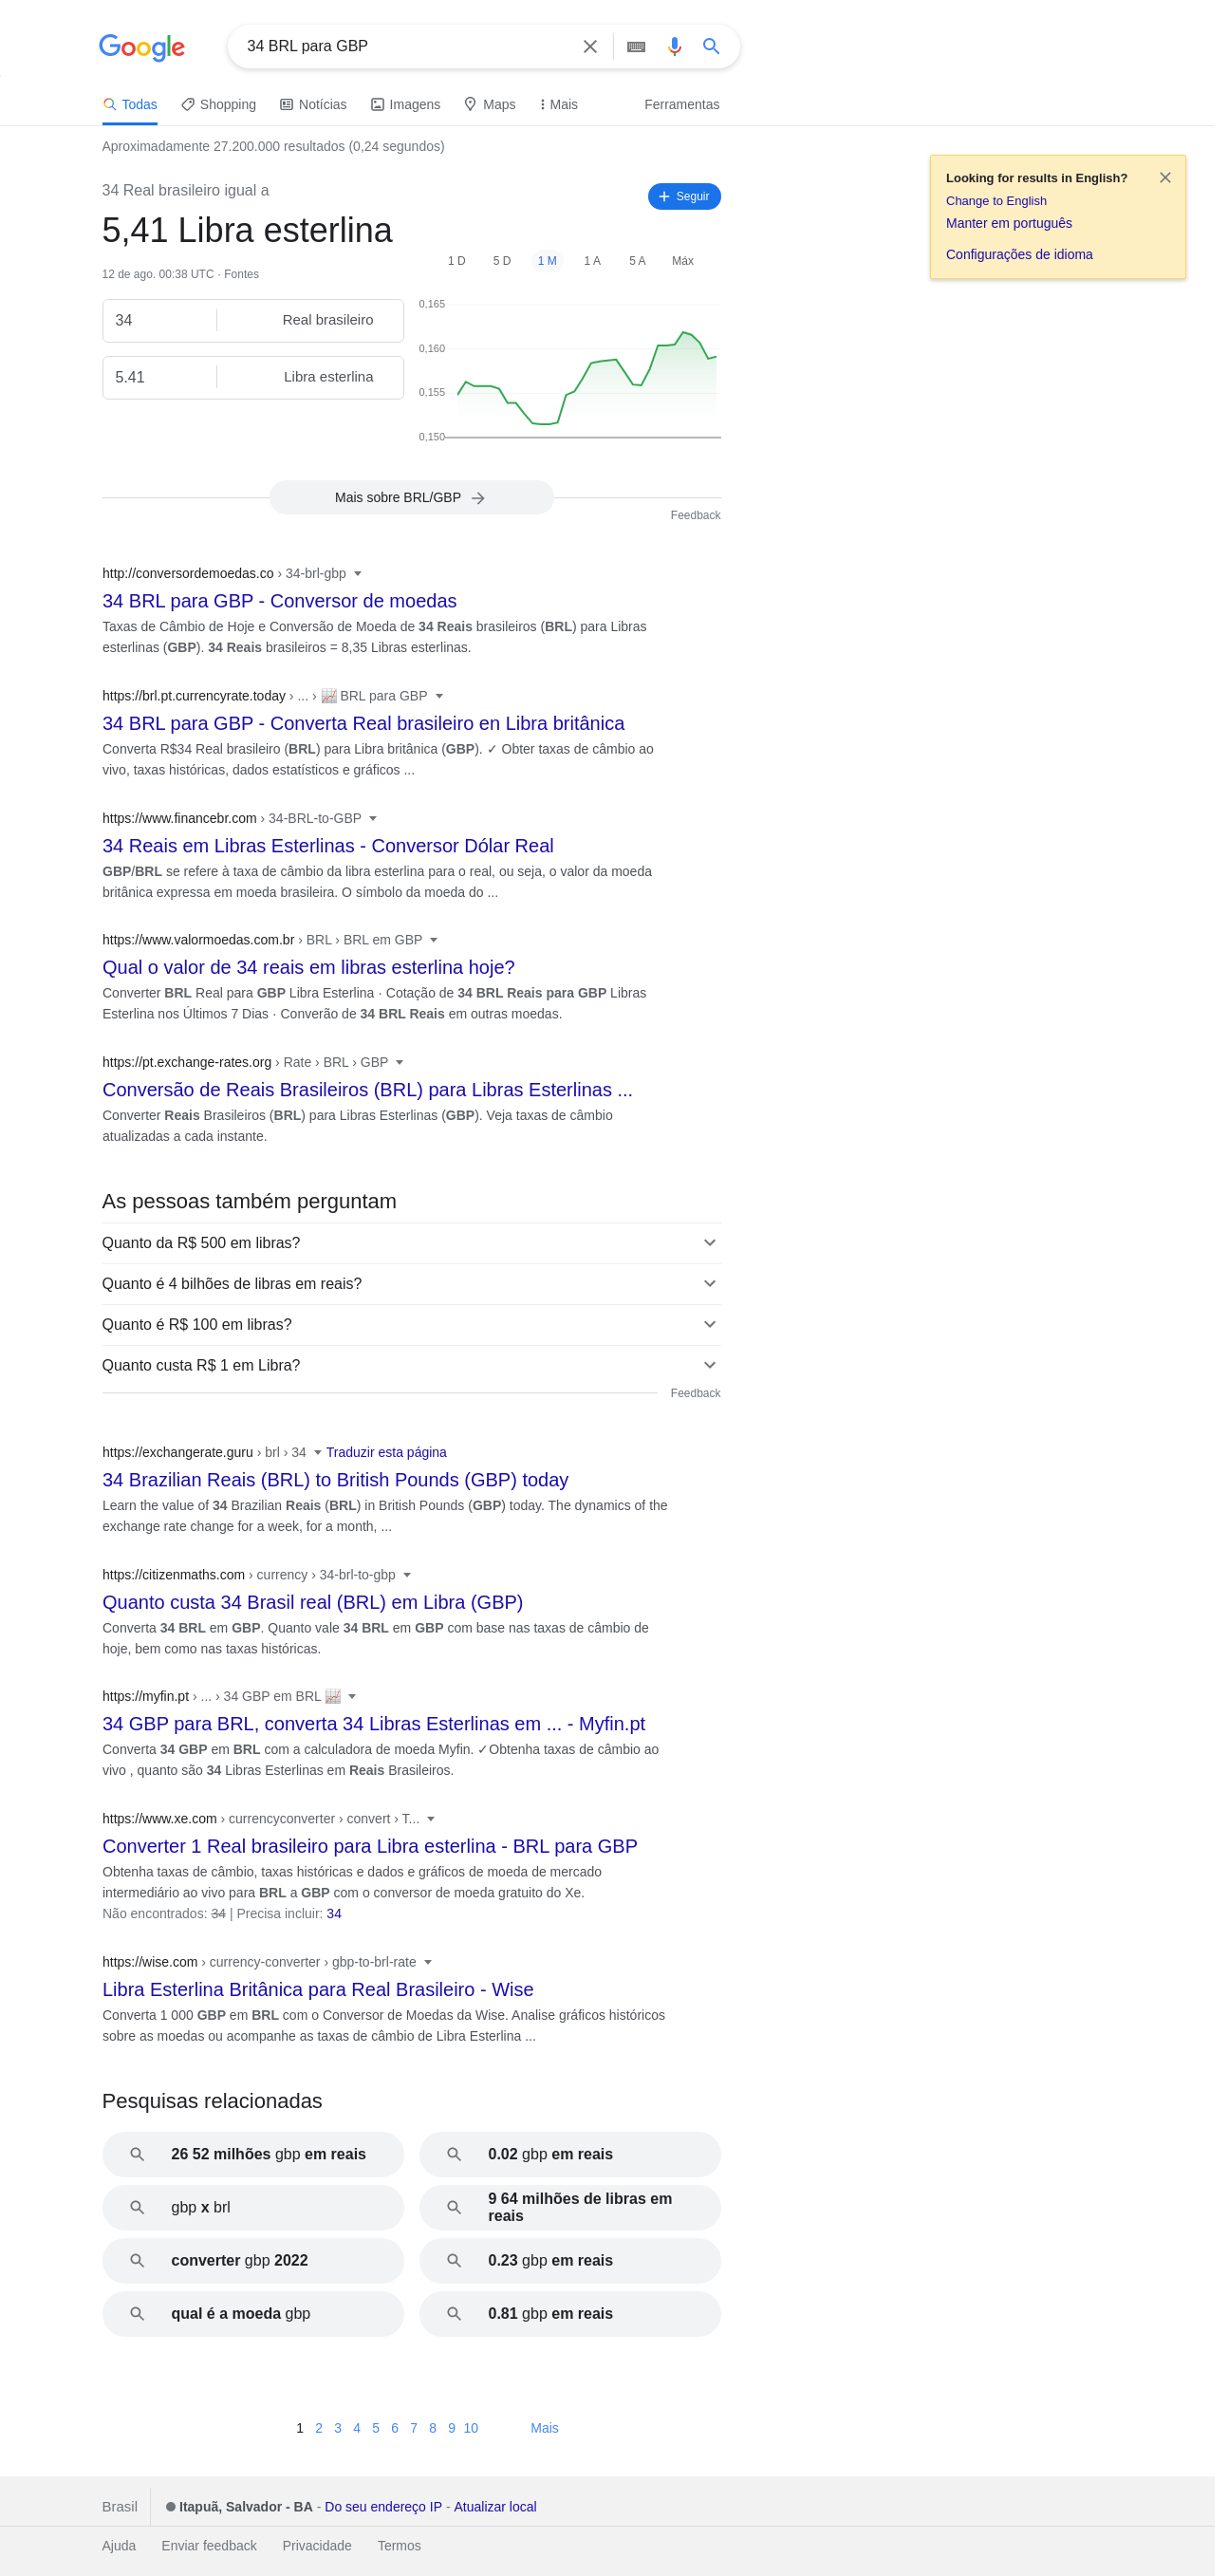 Google
34 BRL para GBP
Todas Shopping Notícias Imagens Maps Mais Ferramentas
Aproximadamente 27.200.000 resultados (0,24 segundos)
Looking for results in English?
Change to English
Manter em português
Configurações de idioma
34 Real brasileiro igual a
Seguir
5,41 Libra esterlina
12 de ago. 00:38 UTC · Fontes
1 D 5 D 1 M 1 A 5 A Máx
34 Real brasileiro
5.41 Libra esterlina
0,165
0,160
0,155
0,150
Mais sobre BRL/GBP
Feedback
http://conversordemoedas.co › 34-brl-gbp
34 BRL para GBP - Conversor de moedas
Taxas de Câmbio de Hoje e Conversão de Moeda de 34 Reais brasileiros (BRL) para Libras
esterlinas (GBP). 34 Reais brasileiros = 8,35 Libras esterlinas.
https://brl.pt.currencyrate.today › ... › 📈 BRL para GBP
34 BRL para GBP - Converta Real brasileiro en Libra britânica
Converta R$34 Real brasileiro (BRL) para Libra britânica (GBP). ✓ Obter taxas de câmbio ao
vivo, taxas históricas, dados estatísticos e gráficos ...
https://www.financebr.com › 34-BRL-to-GBP
34 Reais em Libras Esterlinas - Conversor Dólar Real
GBP/BRL se refere à taxa de câmbio da libra esterlina para o real, ou seja, o valor da moeda
britânica expressa em moeda brasileira. O símbolo da moeda do ...
https://www.valormoedas.com.br › BRL › BRL em GBP
Qual o valor de 34 reais em libras esterlina hoje?
Converter BRL Real para GBP Libra Esterlina · Cotação de 34 BRL Reais para GBP Libras
Esterlina nos Últimos 7 Dias · Converão de 34 BRL Reais em outras moedas.
https://pt.exchange-rates.org › Rate › BRL › GBP
Conversão de Reais Brasileiros (BRL) para Libras Esterlinas ...
Converter Reais Brasileiros (BRL) para Libras Esterlinas (GBP). Veja taxas de câmbio
atualizadas a cada instante.
As pessoas também perguntam
Quanto da R$ 500 em libras?
Quanto é 4 bilhões de libras em reais?
Quanto é R$ 100 em libras?
Quanto custa R$ 1 em Libra?
Feedback
https://exchangerate.guru › brl › 34 Traduzir esta página
34 Brazilian Reais (BRL) to British Pounds (GBP) today
Learn the value of 34 Brazilian Reais (BRL) in British Pounds (GBP) today. The dynamics of the
exchange rate change for a week, for a month, ...
https://citizenmaths.com › currency › 34-brl-to-gbp
Quanto custa 34 Brasil real (BRL) em Libra (GBP)
Converta 34 BRL em GBP. Quanto vale 34 BRL em GBP com base nas taxas de câmbio de
hoje, bem como nas taxas históricas.
https://myfin.pt › ... › 34 GBP em BRL 📈
34 GBP para BRL, converta 34 Libras Esterlinas em ... - Myfin.pt
Converta 34 GBP em BRL com a calculadora de moeda Myfin. ✓Obtenha taxas de câmbio ao
vivo , quanto são 34 Libras Esterlinas em Reais Brasileiros.
https://www.xe.com › currencyconverter › convert › T...
Converter 1 Real brasileiro para Libra esterlina - BRL para GBP
Obtenha taxas de câmbio, taxas históricas e dados e gráficos de moeda de mercado
intermediário ao vivo para BRL a GBP com o conversor de moeda gratuito do Xe.
Não encontrados: 34 | Precisa incluir: 34
https://wise.com › currency-converter › gbp-to-brl-rate
Libra Esterlina Britânica para Real Brasileiro - Wise
Converta 1 000 GBP em BRL com o Conversor de Moedas da Wise. Analise gráficos históricos
sobre as moedas ou acompanhe as taxas de câmbio de Libra Esterlina ...
Pesquisas relacionadas
26 52 milhões gbp em reais
0.02 gbp em reais
gbp x brl
9 64 milhões de libras em
reais
converter gbp 2022
0.23 gbp em reais
qual é a moeda gbp
0.81 gbp em reais
1 2 3 4 5 6 7 8 9 10 Mais
Brasil
Itapuã, Salvador - BA - Do seu endereço IP - Atualizar local
Ajuda Enviar feedback Privacidade Termos